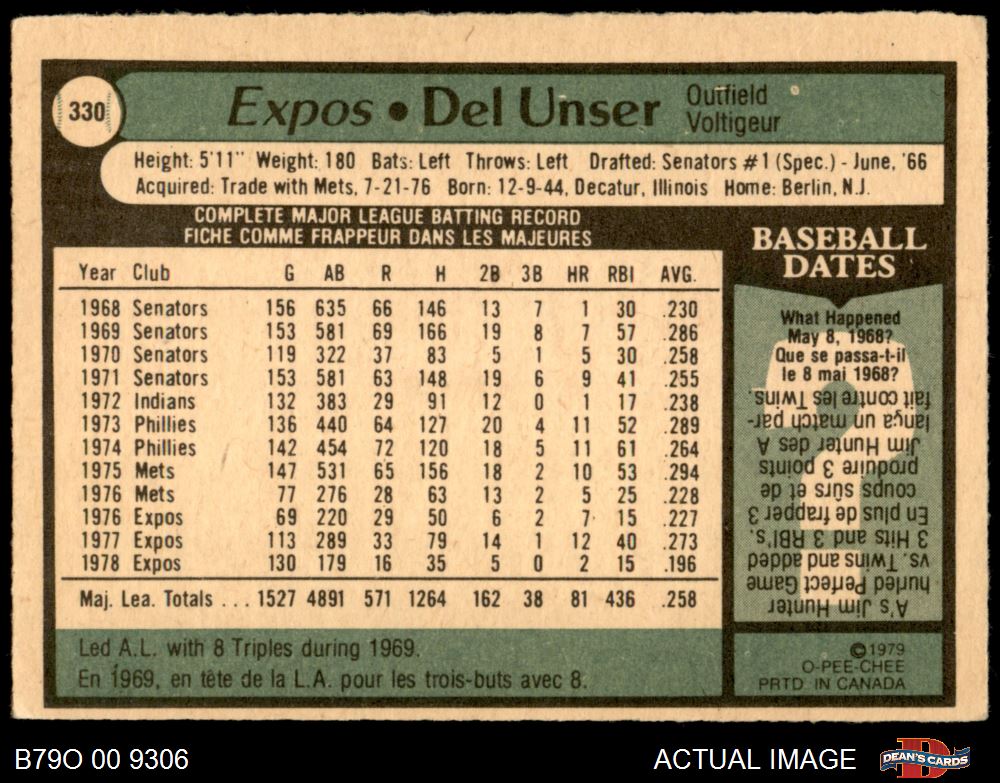 330
Expos • Del Unser
Outfield
Voltigeur
Height: 5'11" Weight: 180 Bats: Left Throws: Left Drafted: Senators #1 (Spec.) - June, '66
Acquired: Trade with Mets, 7-21-76 Born: 12-9-44, Decatur, Illinois Home: Berlin, N.J.
COMPLETE MAJOR LEAGUE BATTING RECORD
FICHE COMME FRAPPEUR DANS LES MAJEURES
Year Club G AB R H 2B 3B HR RBI AVG.
1968 Senators 156 635 66 146 13 7 1 30 .230
1969 Senators 153 581 69 166 19 8 7 57 .286
1970 Senators 119 322 37 83 5 1 5 30 .258
1971 Senators 153 581 63 148 19 6 9 41 .255
1972 Indians 132 383 29 91 12 0 1 17 .238
1973 Phillies 136 440 64 127 20 4 11 52 .289
1974 Phillies 142 454 72 120 18 5 11 61 .264
1975 Mets 147 531 65 156 18 2 10 53 .294
1976 Mets 77 276 28 63 13 2 5 25 .228
1976 Expos 69 220 29 50 6 2 7 15 .227
1977 Expos 113 289 33 79 14 1 12 40 .273
1978 Expos 130 179 16 35 5 0 2 15 .196
Maj. Lea. Totals ... 1527 4891 571 1264 162 38 81 436 .258
Led A.L. with 8 Triples during 1969.
En 1969, en tête de la L.A. pour les trois-buts avec 8.
BASEBALL
DATES
What Happened
May 8, 1968?
Que se passa-t-il
le 8 mai 1968?
A's Jim Hunter
hurled Perfect Game
vs. Twins and added
3 Hits and 3 RBI's.
En plus de frapper 3
coups sûrs et de
produire 3 points
Jim Hunter des A
lança un match par-
fait contre les Twins.
©1979
O-PEE-CHEE
PRTD IN CANADA
B79O 00 9306
ACTUAL IMAGE
DEAN'S CARDS